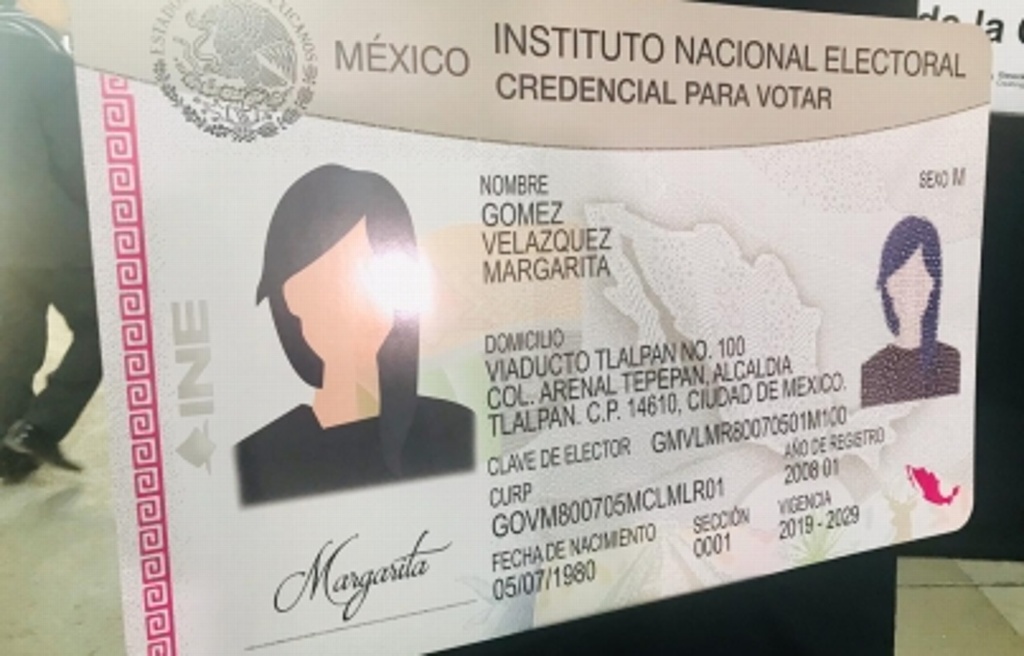 de la
MÉXICO
INSTITUTO NACIONAL ELECTORAL
CREDENCIAL PARA VOTAR
NOMBRE
GOMEZ
VELAZQUEZ
MARGARITA
SEXO M
DOMICILIO
VIADUCTO TLALPAN NO. 100
COL. ARENAL TEPEPAN, ALCALDIA
TLALPAN. C.P. 14610, CIUDAD DE MEXICO.
CLAVE DE ELECTOR GMVLMR80070501M100
CURP
GOVM800705MCLMLR01
AÑO DE REGISTRO
2008 01
FECHA DE NACIMIENTO
05/07/1980
SECCIÓN
0001
VIGENCIA
2019 - 2029
INE
Margarita